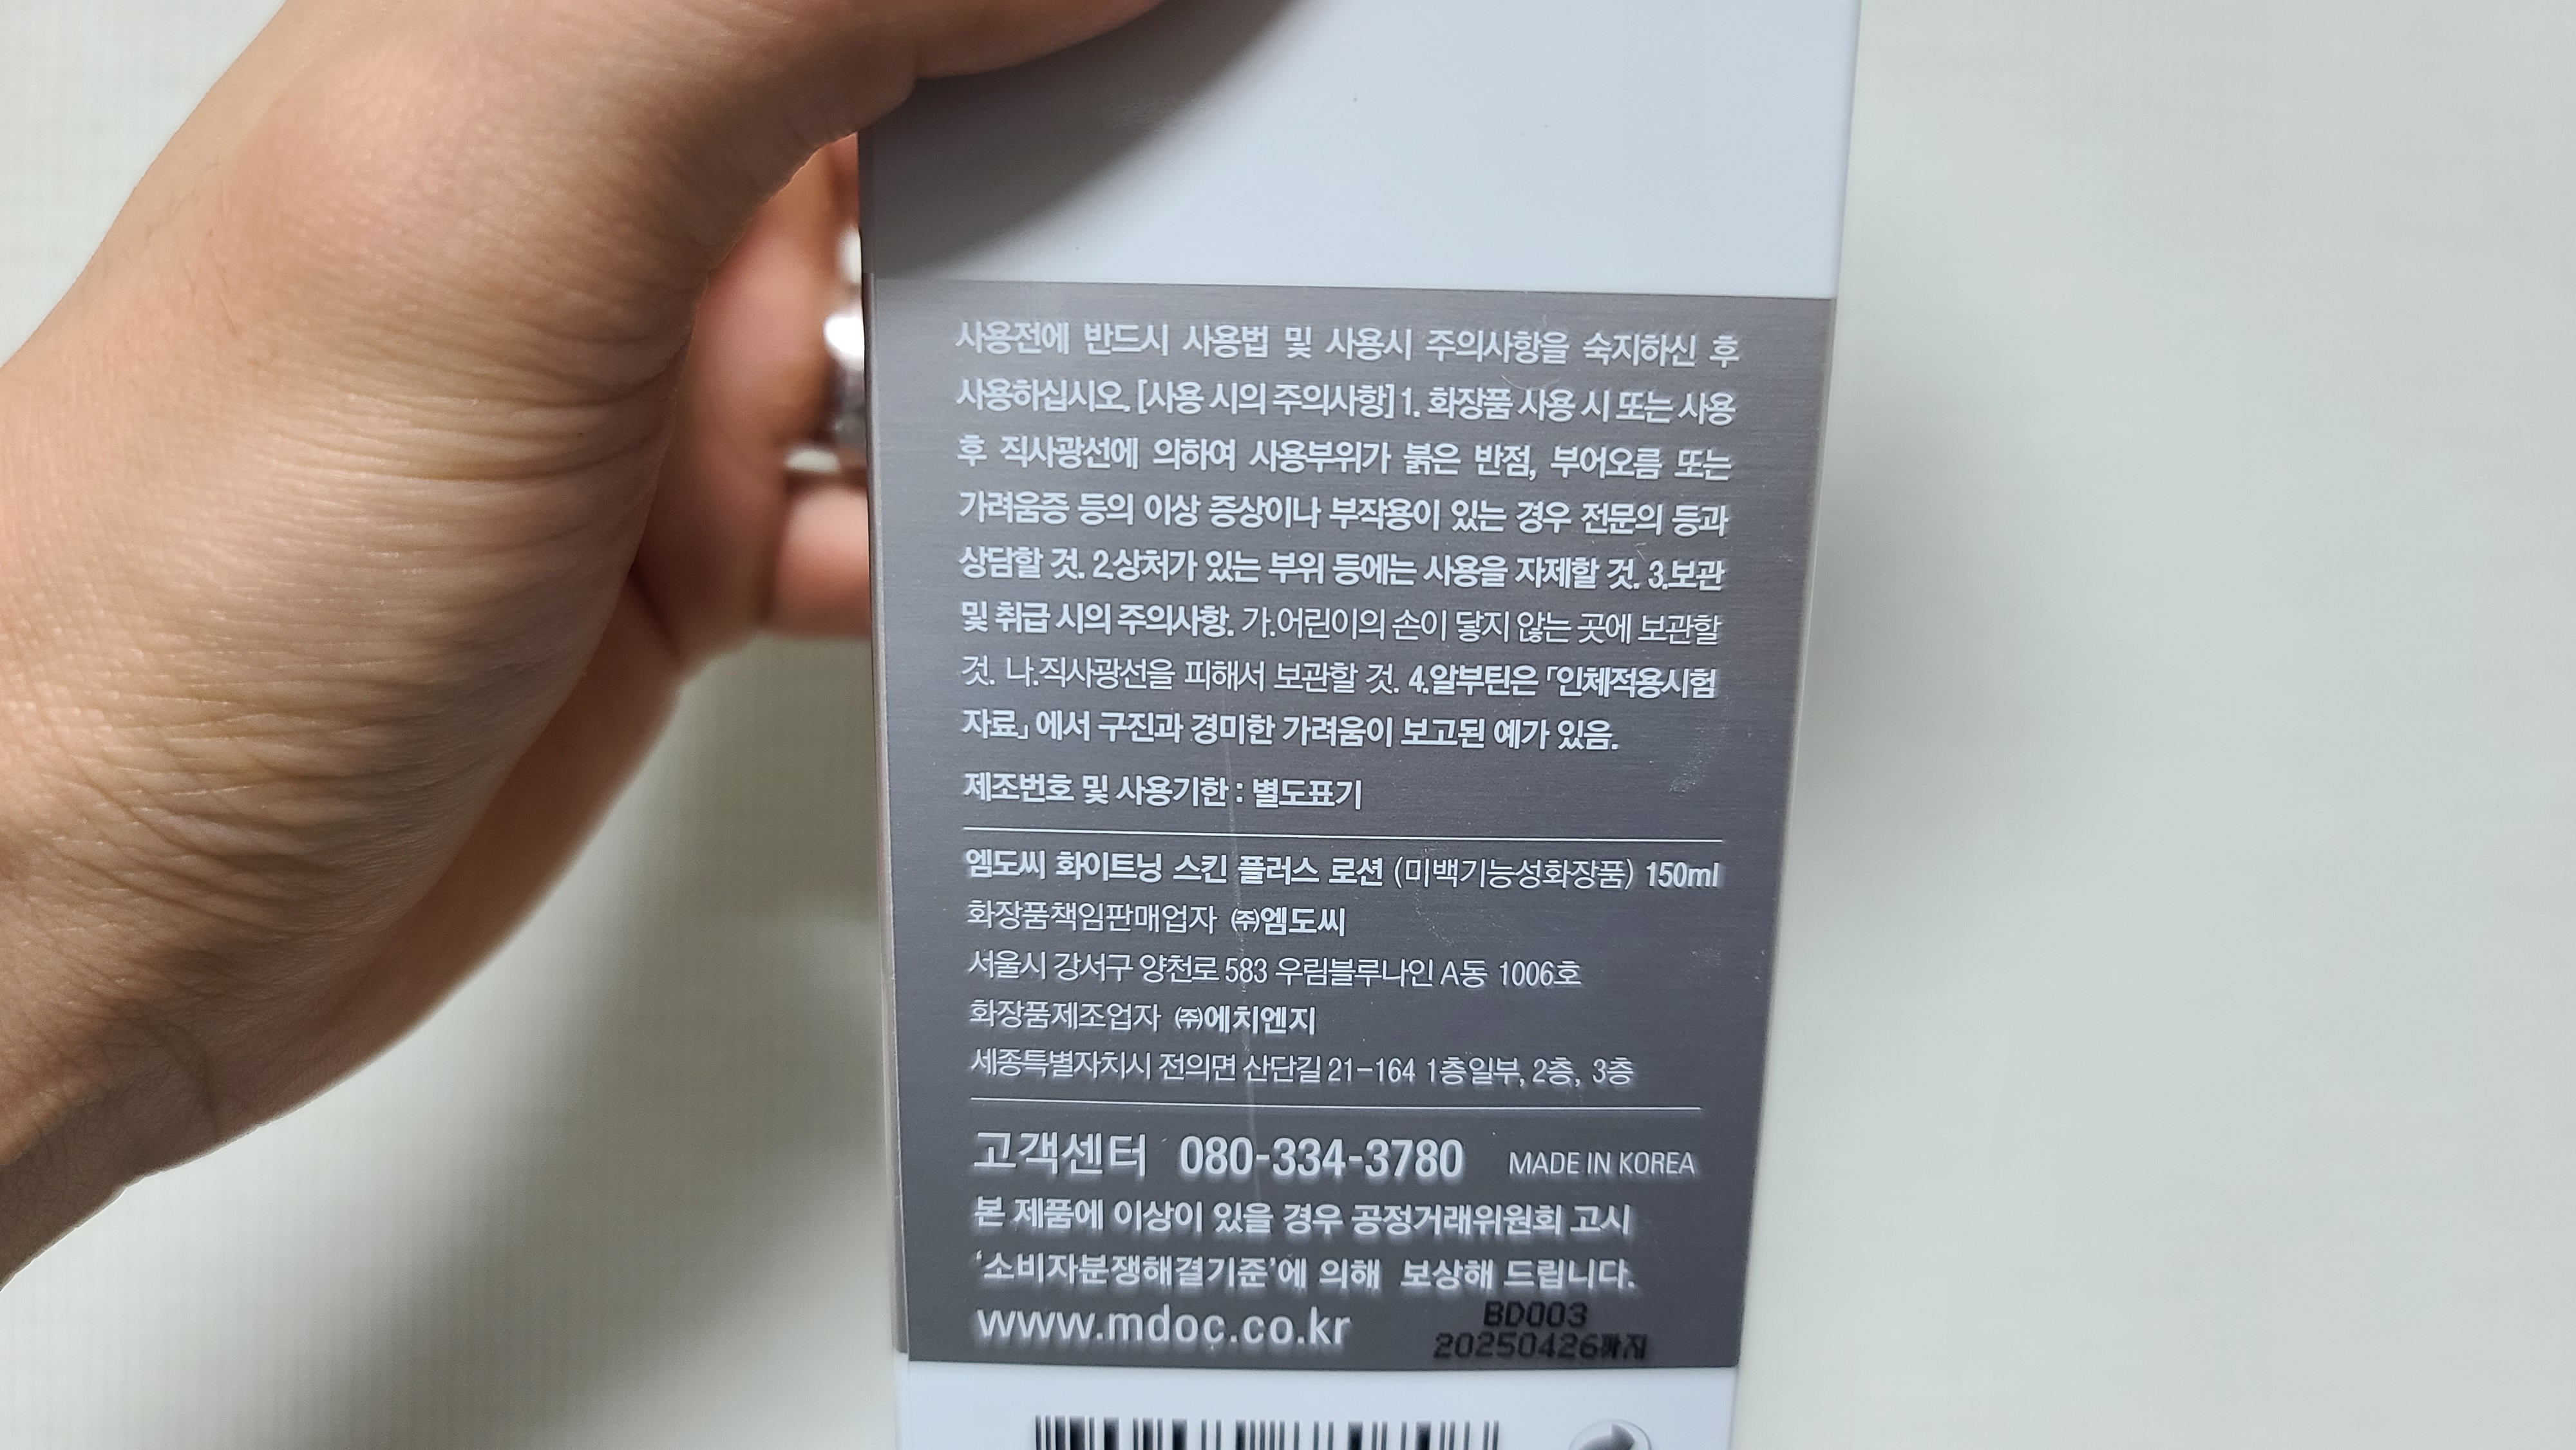 사용전에 반드시 사용법 및 사용시 주의사항을 숙지하신 후
사용하십시오. [사용 시의 주의사항] 1. 화장품 사용 시 또는 사용
후 직사광선에 의하여 사용부위가 붉은 반점, 부어오름 또는
가려움증 등의 이상 증상이나 부작용이 있는 경우 전문의 등과
상담할 것. 2.상처가 있는 부위 등에는 사용을 자제할 것. 3.보관
및 취급 시의 주의사항. 가.어린이의 손이 닿지 않는 곳에 보관할
것. 나.직사광선을 피해서 보관할 것. 4.알부틴은 「인체적용시험
자료」에서 구진과 경미한 가려움이 보고된 예가 있음.
제조번호 및 사용기한 : 별도표기
엠도씨 화이트닝 스킨 플러스 로션 (미백기능성화장품) 150ml
화장품책임판매업자 ㈜엠도씨
서울시 강서구 양천로 583 우림블루나인 A동 1006호
화장품제조업자 ㈜에치엔지
세종특별자치시 전의면 산단길 21-164 1층일부, 2층, 3층
고객센터 080-334-3780 MADE IN KOREA
본 제품에 이상이 있을 경우 공정거래위원회 고시
'소비자분쟁해결기준'에 의해 보상해 드립니다.
www.mdoc.co.kr
BD003
20250426까지